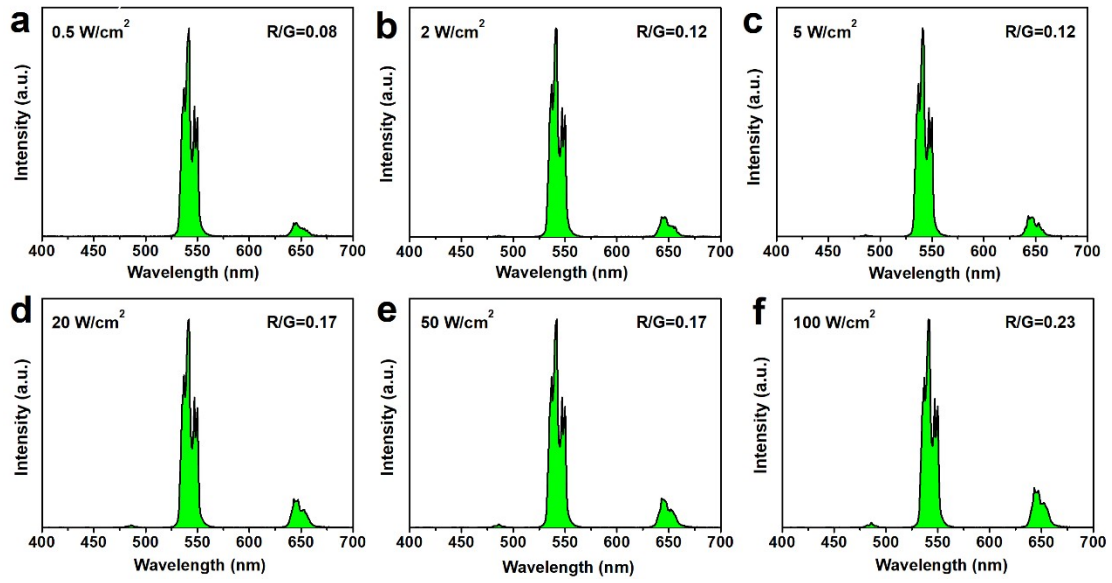 a
0.5 W/cm²
R/G=0.08
Intensity (a.u.)
400 450 500 550 600 650 700
Wavelength (nm)
b
2 W/cm²
R/G=0.12
Intensity (a.u.)
400 450 500 550 600 650 700
Wavelength (nm)
c
5 W/cm²
R/G=0.12
Intensity (a.u.)
400 450 500 550 600 650 700
Wavelength (nm)
d
20 W/cm²
R/G=0.17
Intensity (a.u.)
400 450 500 550 600 650 700
Wavelength (nm)
e
50 W/cm²
R/G=0.17
Intensity (a.u.)
400 450 500 550 600 650 700
Wavelength (nm)
f
100 W/cm²
R/G=0.23
Intensity (a.u.)
400 450 500 550 600 650 700
Wavelength (nm)